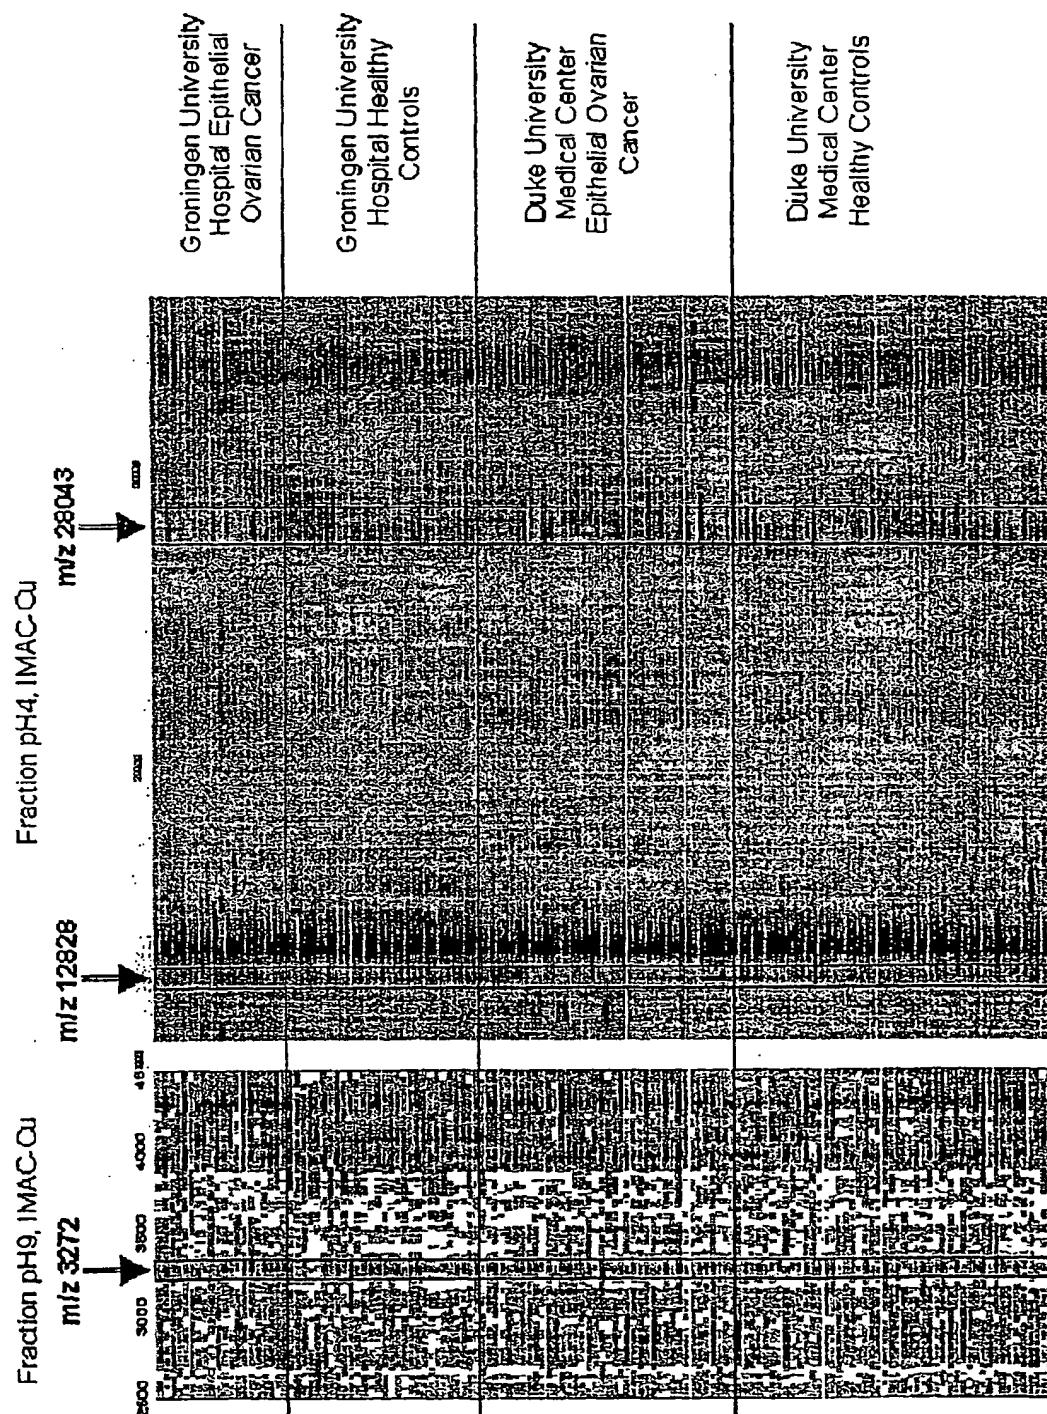 Fraction pH9, IMAC-Cu
m/z 3272
2500
3000
3500
4000
45
Fraction pH4, IMAC-Cu
m/z 12828
m/z 28043
Groningen University
Hospital Epithelial
Ovarian Cancer
Groningen University
Hospital Healthy
Controls
Duke University
Medical Center
Epithelial Ovarian
Cancer
Duke University
Medical Center
Healthy Controls